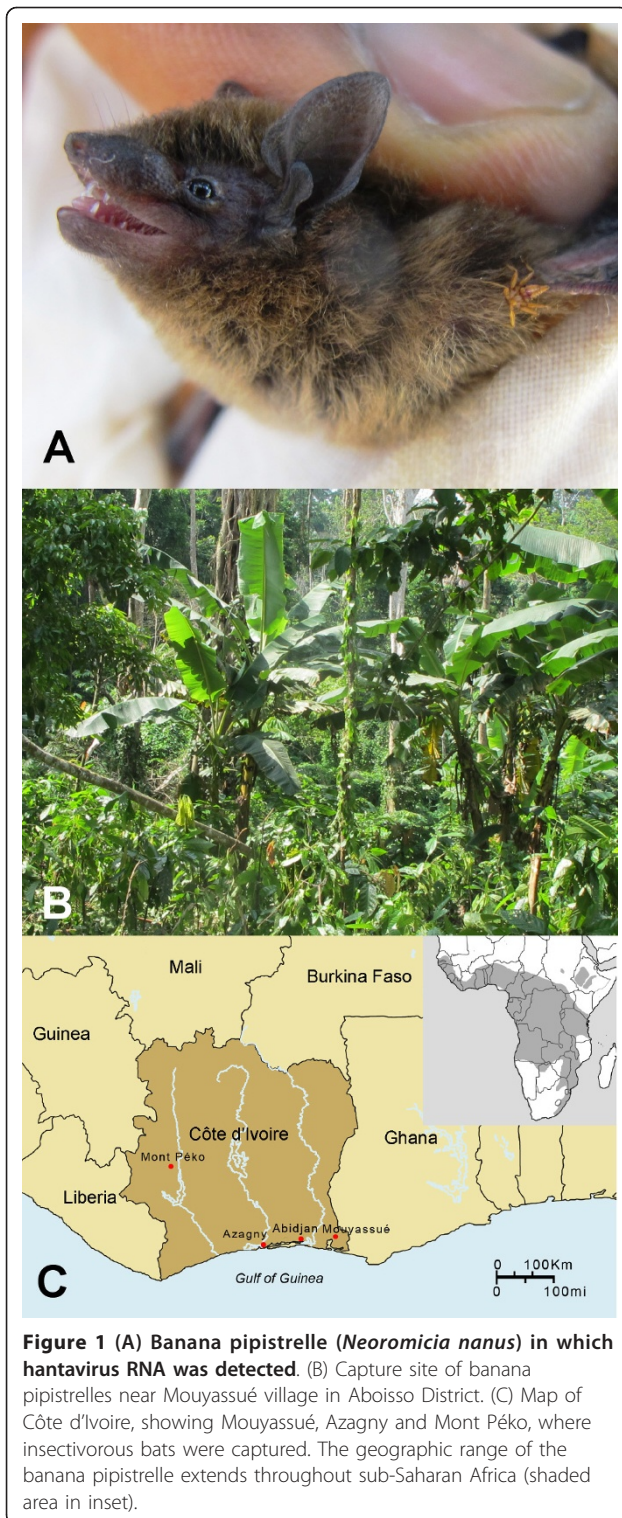 A
B
Mali
Burkina Faso
Guinea
Côte d'Ivoire
Ghana
Mont Péko
Liberia
Azagny
Abidjan
Mouyassué
C
Gulf of Guinea
0 100Km
100mi
Figure 1 (A) Banana pipistrelle (Neoromicia nanus) in which
hantavirus RNA was detected. (B) Capture site of banana
pipistrelles near Mouyassué village in Aboisso District. (C) Map of
Côte d'Ivoire, showing Mouyassué, Azagny and Mont Péko, where
insectivorous bats were captured. The geographic range of the
banana pipistrelle extends throughout sub-Saharan Africa (shaded
area in inset).